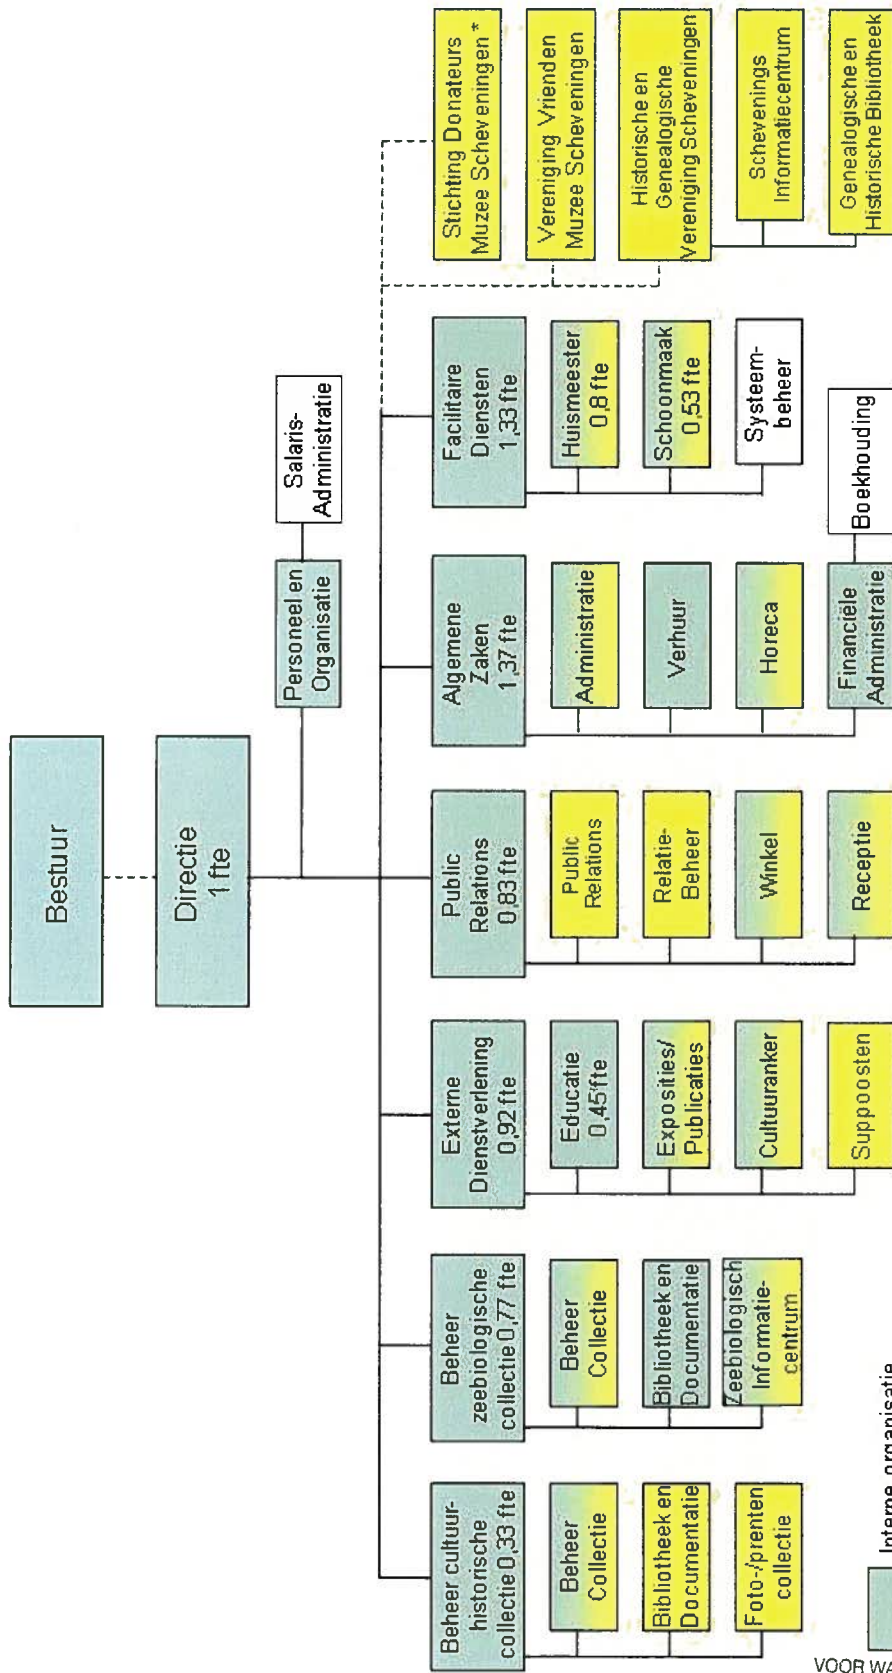 Bestuur
Directie
1 fte
Personeel en
Organisatie
Salaris-
Administratie
Beheer cultuur-
historische
collectie 0,33 fte
Beheer
Collectie
Bibliotheek en
Documentatie
Foto-/prenten
collectie
Beheer
zeebiologische
collectie 0,77 fte
Beheer
Collectie
Bibliotheek en
Documentatie
Zeebiologisch
Informatie-
centrum
Externe
Dienstverlening
0,92 fte
Educatie
0,45 fte
Exposities/
Publicaties
Cultuuranker
Suppoosten
Public
Relations
0,83 fte
Public
Relations
Relatie-
Beheer
Winkel
Receptie
Algemene
Zaken
1,37 fte
Administratie
Verhuur
Horeca
Financiële
Administratie
Boekhouding
Facilitaire
Diensten
1,33 fte
Huismeester
0,8 fte
Schoonmaak
0,53 fte
Systeem-
beheer
Stichting Donateurs
Muzee Scheveningen *
Vereniging Vrienden
Muzee Scheveningen
Historische en
Genealogische
Vereniging Scheveningen
Schevenings
Informatiecentrum
Genealogische en
Historische Bibliotheek
Interne organisatie
VOOR WA